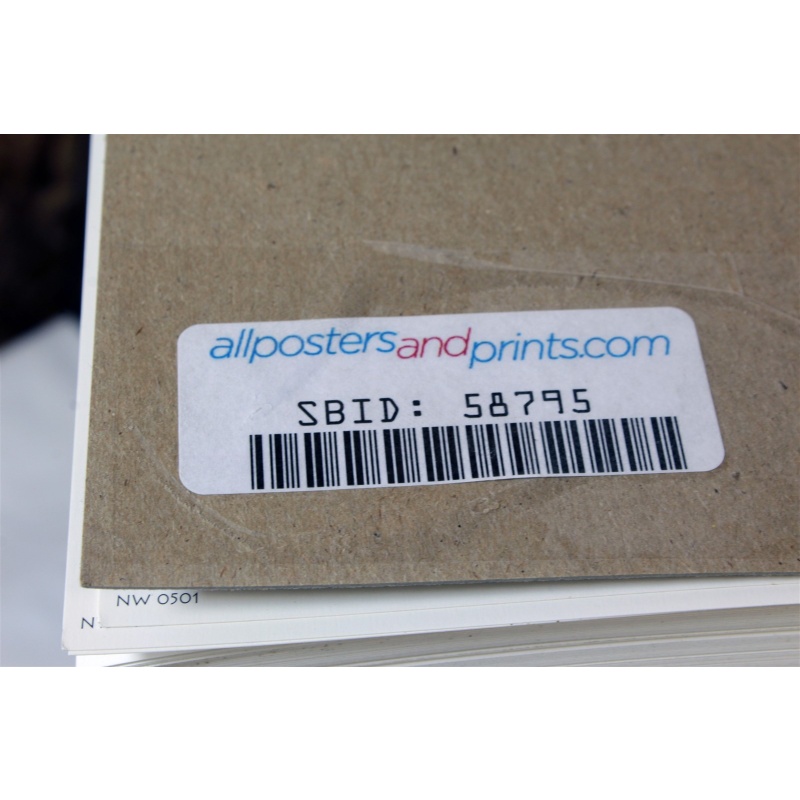 allpostersandprints.com
SBID: 58795
NW 0501
N